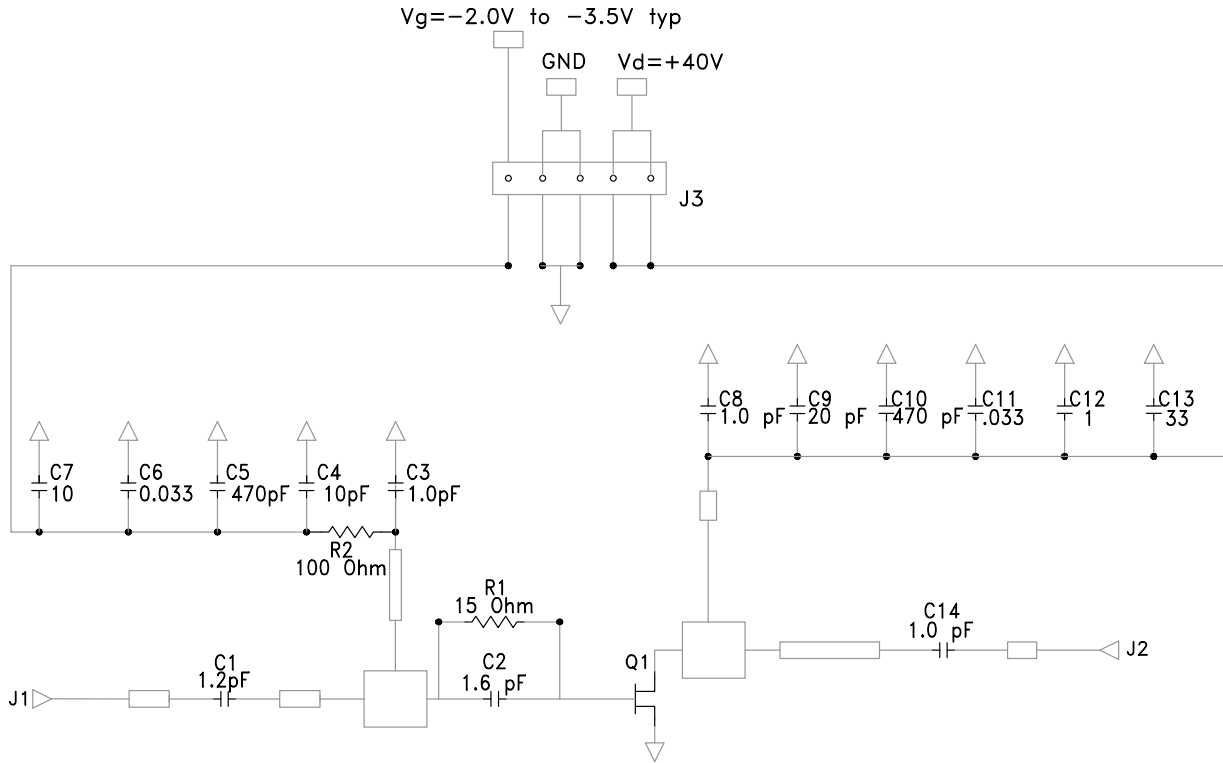 Vg=-2.0V to -3.5V typ
GND
Vd=+40V
J3
C8
1.0 pF
C9
20 pF
C10
470 pF
C11
.033
C12
1
C13
33
C7
10
C6
0.033
C5
470pF
C4
10pF
C3
1.0pF
R2
100 Ohm
R1
15 Ohm
C14
1.0 pF
J2
Q1
C2
1.6 pF
C1
1.2pF
J1